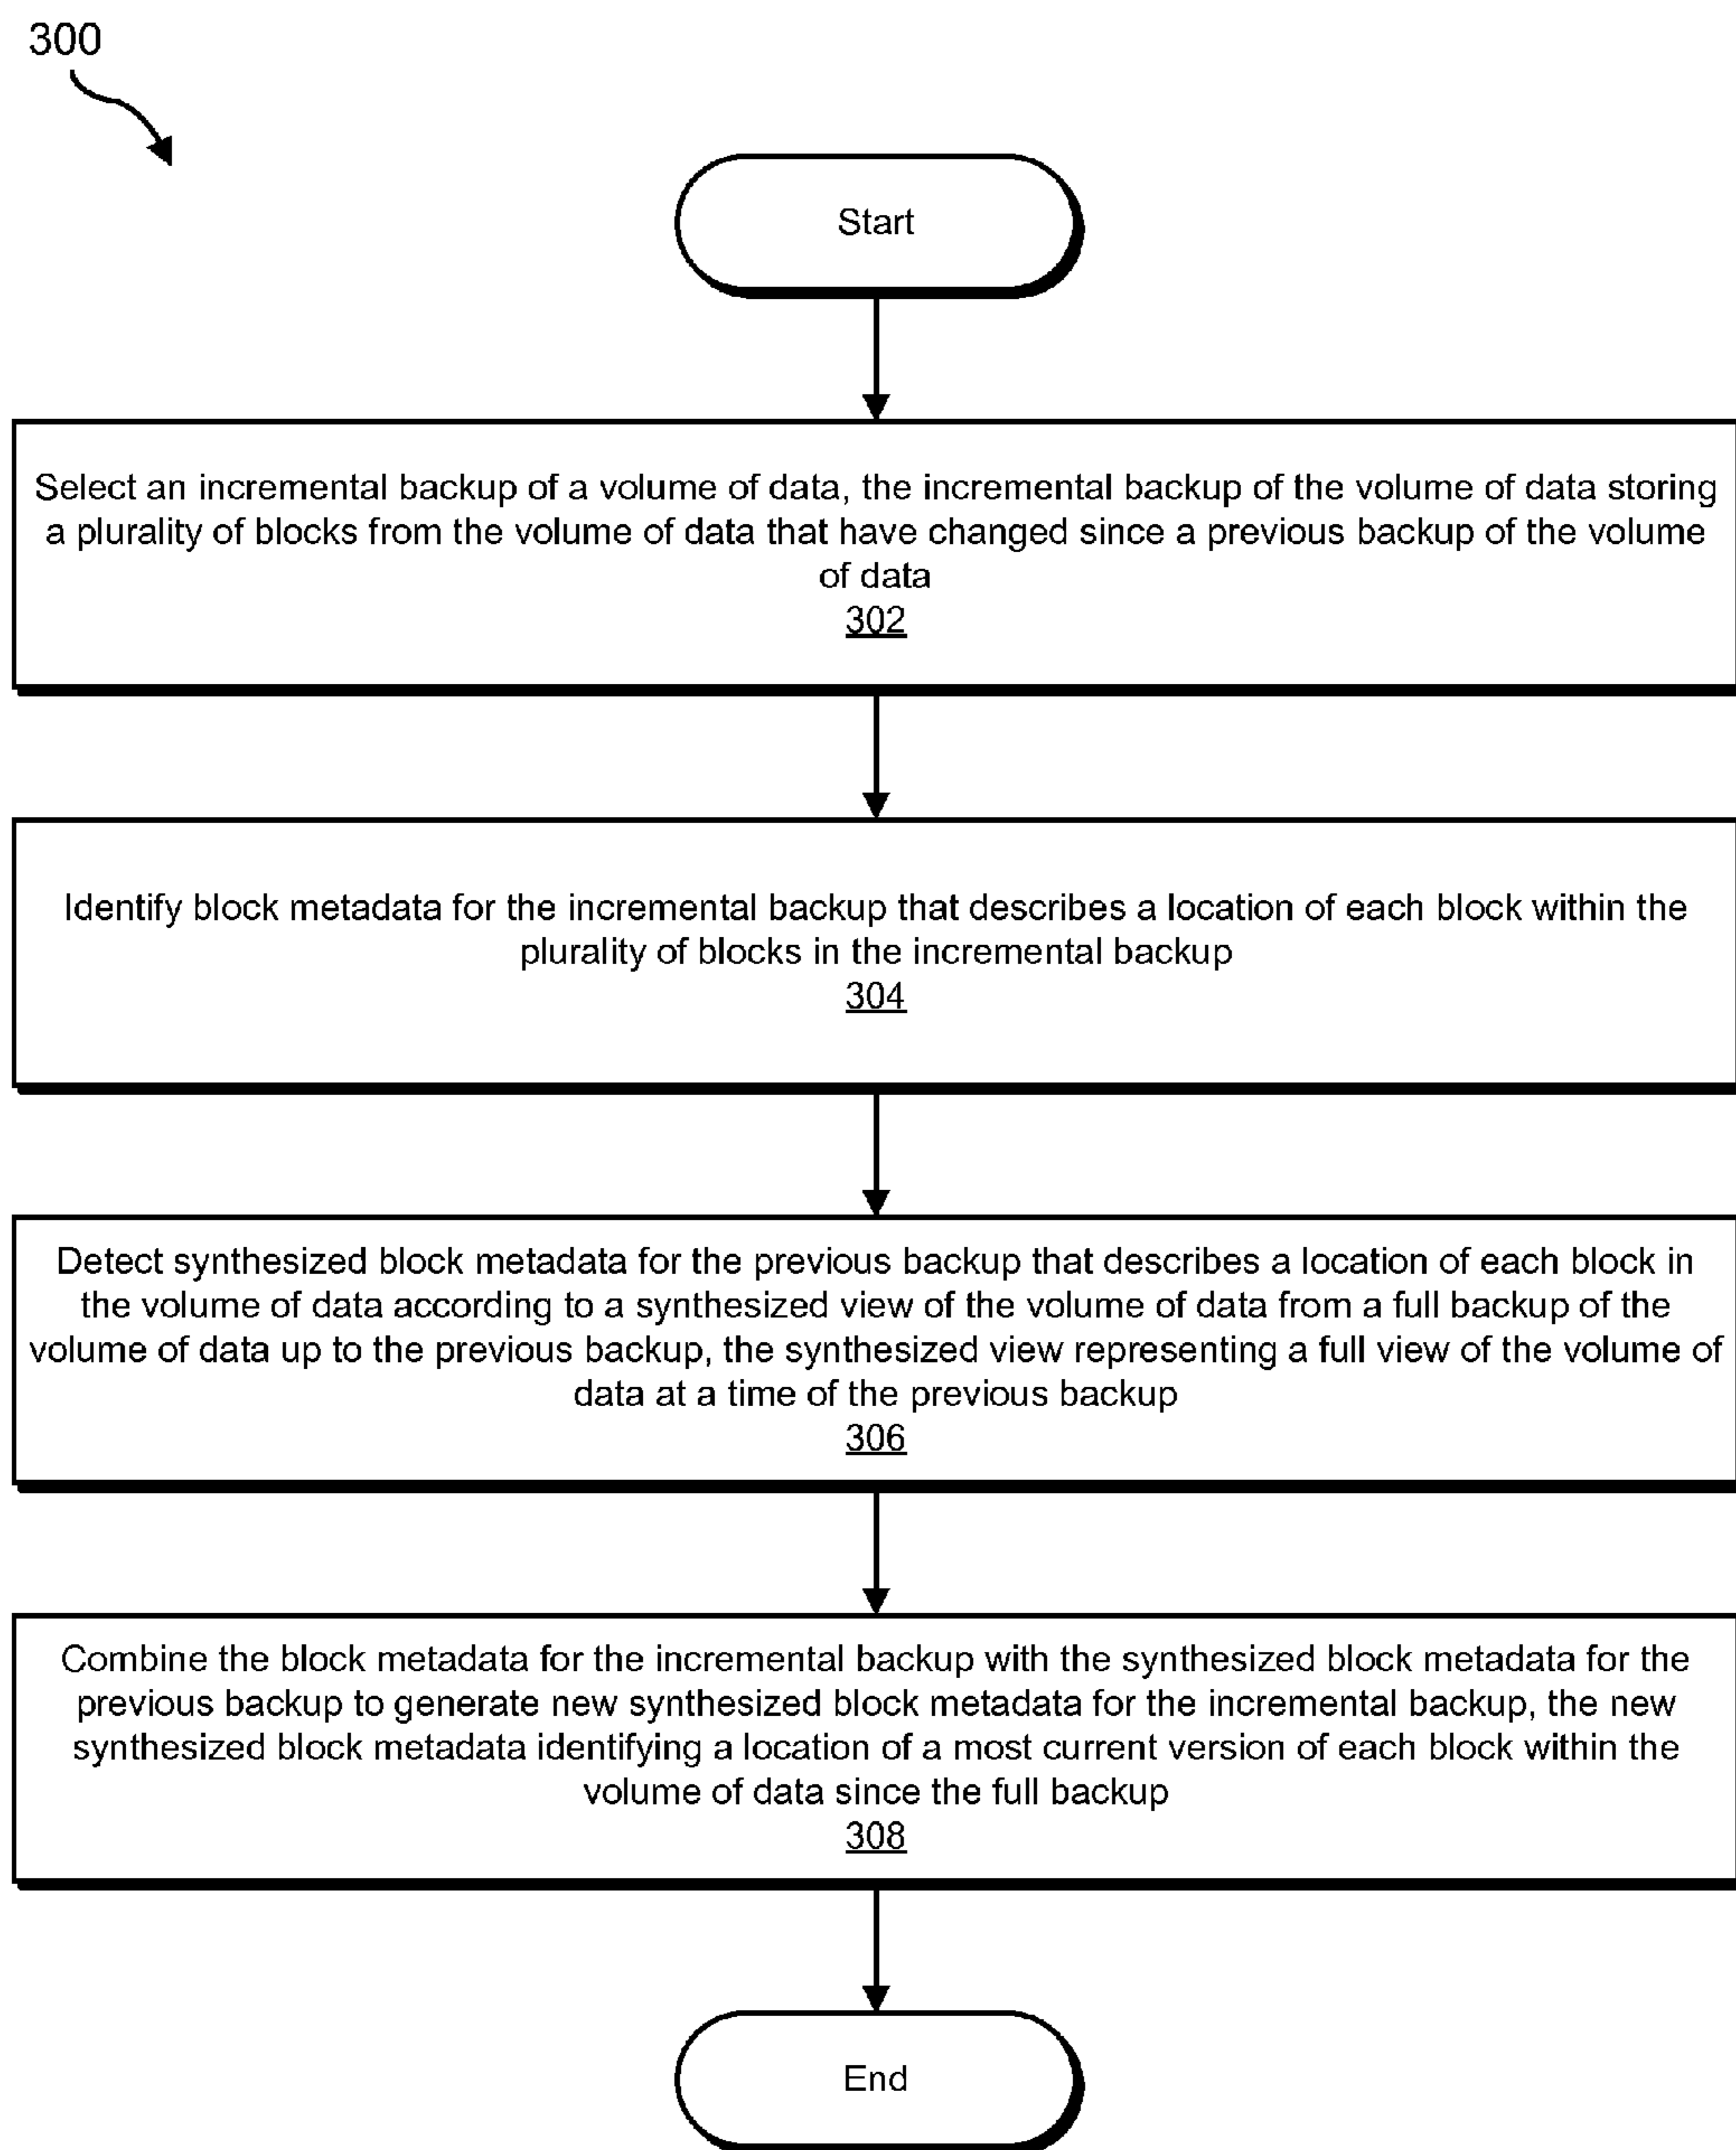 300
Start
Select an incremental backup of a volume of data, the incremental backup of the volume of data storing
a plurality of blocks from the volume of data that have changed since a previous backup of the volume
of data
302
Identify block metadata for the incremental backup that describes a location of each block within the
plurality of blocks in the incremental backup
304
Detect synthesized block metadata for the previous backup that describes a location of each block in
the volume of data according to a synthesized view of the volume of data from a full backup of the
volume of data up to the previous backup, the synthesized view representing a full view of the volume of
data at a time of the previous backup
306
Combine the block metadata for the incremental backup with the synthesized block metadata for the
previous backup to generate new synthesized block metadata for the incremental backup, the new
synthesized block metadata identifying a location of a most current version of each block within the
volume of data since the full backup
308
End